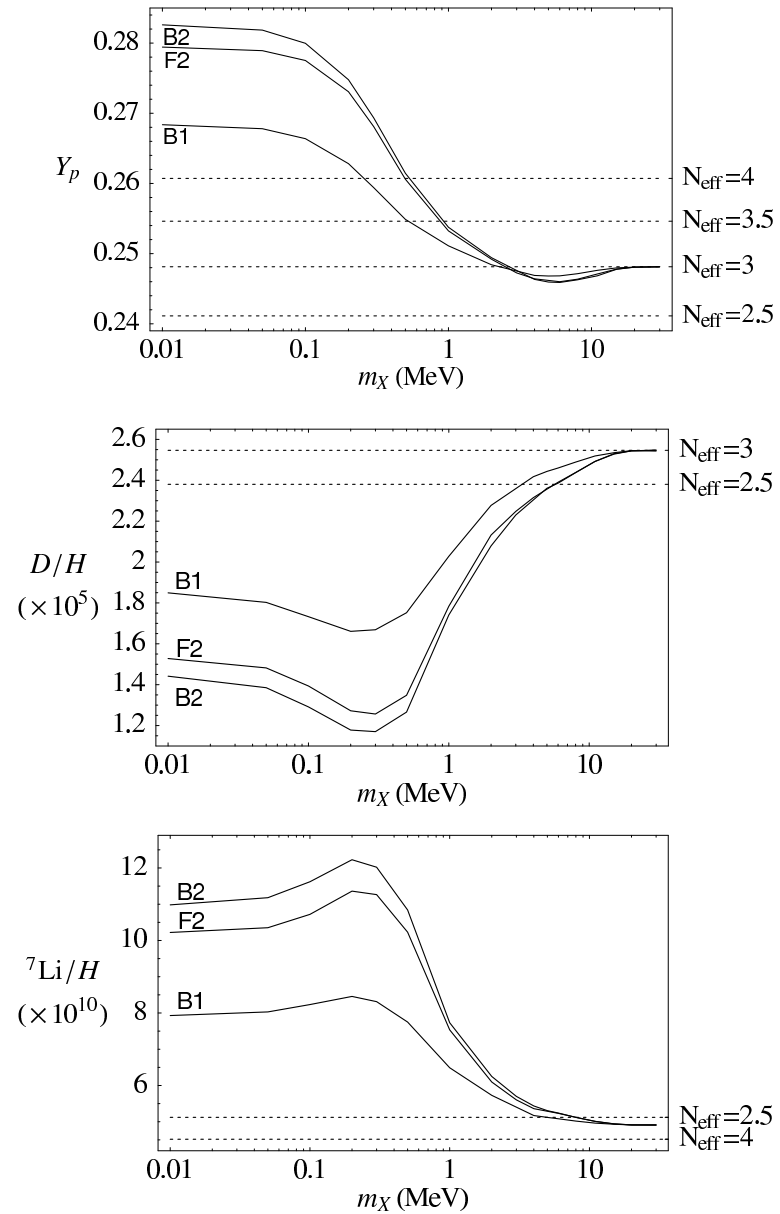 0.28
B2
F2
0.27
B1
Y_p
0.26
N_eff=4
N_eff=3.5
0.25
N_eff=3
0.24
N_eff=2.5
0.01 0.1 1 10
m_X (MeV)
2.6
N_eff=3
2.4
N_eff=2.5
2.2
2
D/H
(×10^5)
B1
1.8
1.6
F2
1.4
B2
1.2
0.01 0.1 1 10
m_X (MeV)
12
B2
F2
10
^7Li/H
(×10^10)
B1
8
6
N_eff=2.5
N_eff=4
0.01 0.1 1 10
m_X (MeV)